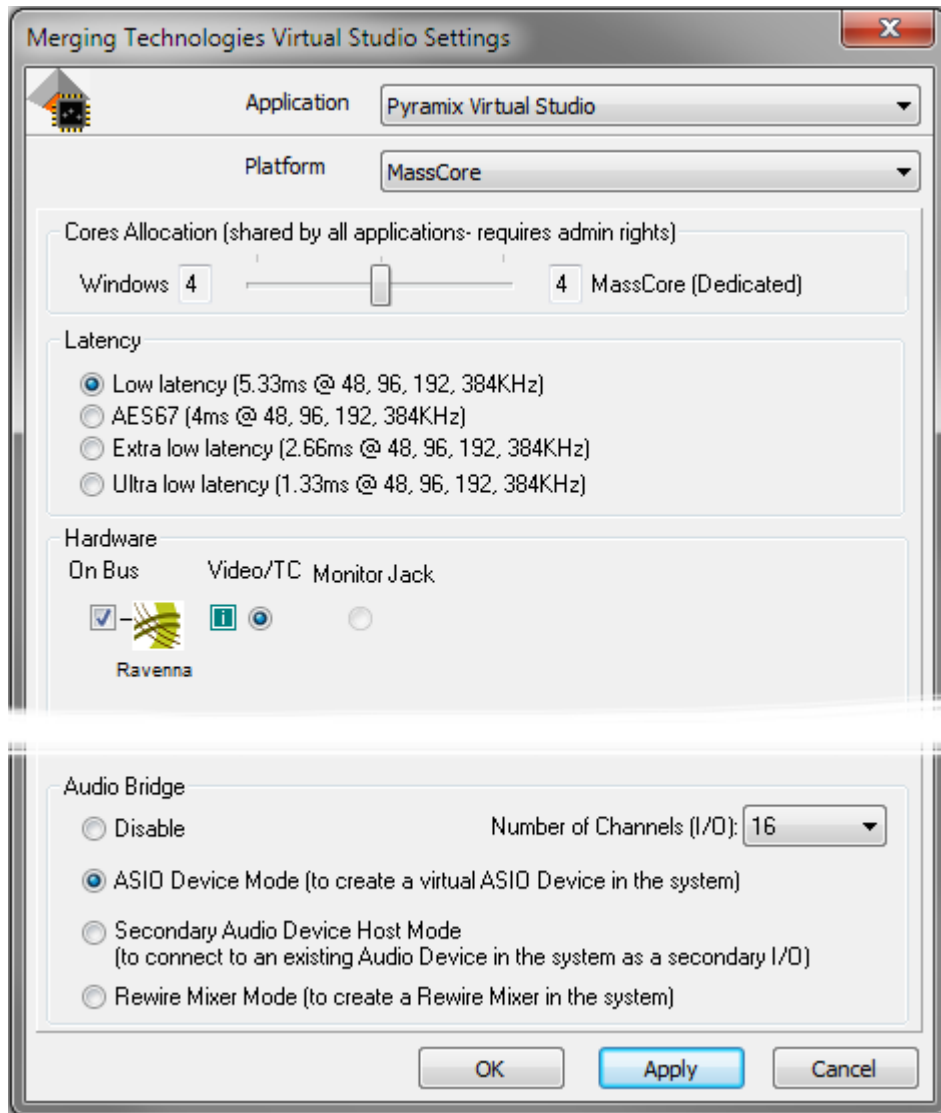 Merging Technologies Virtual Studio Settings
Application
Pyramix Virtual Studio
Platform
MassCore
Cores Allocation (shared by all applications- requires admin rights)
Windows 4 4 MassCore (Dedicated)
Latency
Low latency (5.33ms @ 48, 96, 192, 384KHz)
AES67 (4ms @ 48, 96, 192, 384KHz)
Extra low latency (2.66ms @ 48, 96, 192, 384KHz)
Ultra low latency (1.33ms @ 48, 96, 192, 384KHz)
Hardware
On Bus Video/TC Monitor Jack
i
Ravenna
Audio Bridge
Disable Number of Channels (I/O): 16
ASIO Device Mode (to create a virtual ASIO Device in the system)
Secondary Audio Device Host Mode
(to connect to an existing Audio Device in the system as a secondary I/O)
Rewire Mixer Mode (to create a Rewire Mixer in the system)
OK Apply Cancel